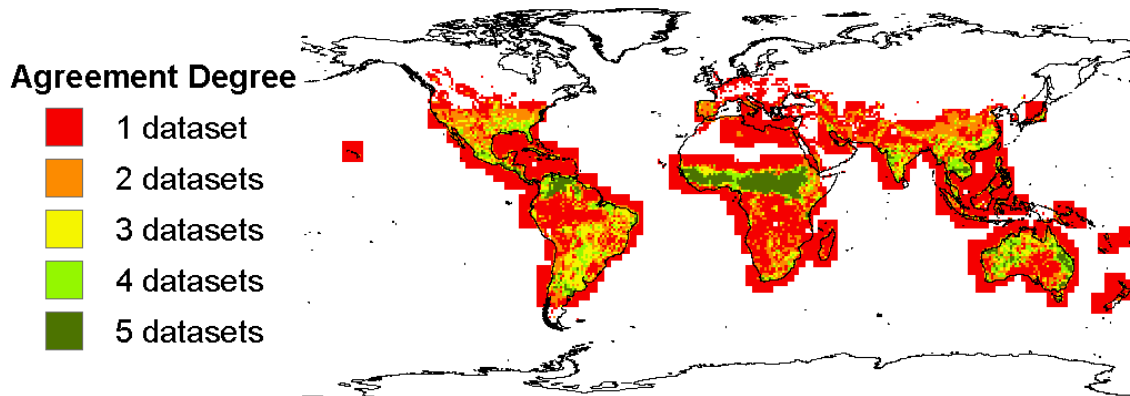 Agreement Degree
1 dataset
2 datasets
3 datasets
4 datasets
5 datasets